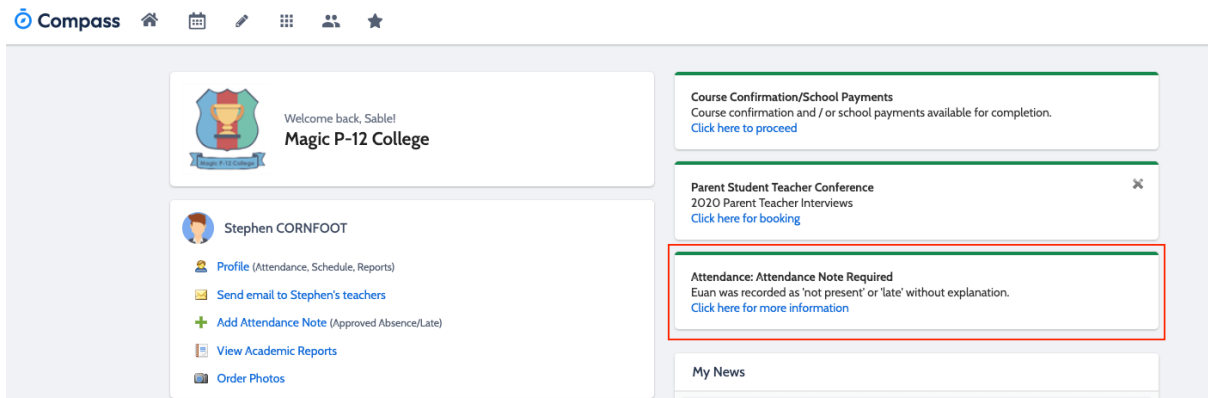 Compass
Welcome back, Sable!
Magic P-12 College
Magic P-12 College
Stephen CORNFOOT
Profile (Attendance, Schedule, Reports)
Send email to Stephen's teachers
Add Attendance Note (Approved Absence/Late)
View Academic Reports
Order Photos
Course Confirmation/School Payments
Course confirmation and / or school payments available for completion.
Click here to proceed
Parent Student Teacher Conference
2020 Parent Teacher Interviews
Click here for booking
Attendance: Attendance Note Required
Euan was recorded as 'not present' or 'late' without explanation.
Click here for more information
My News